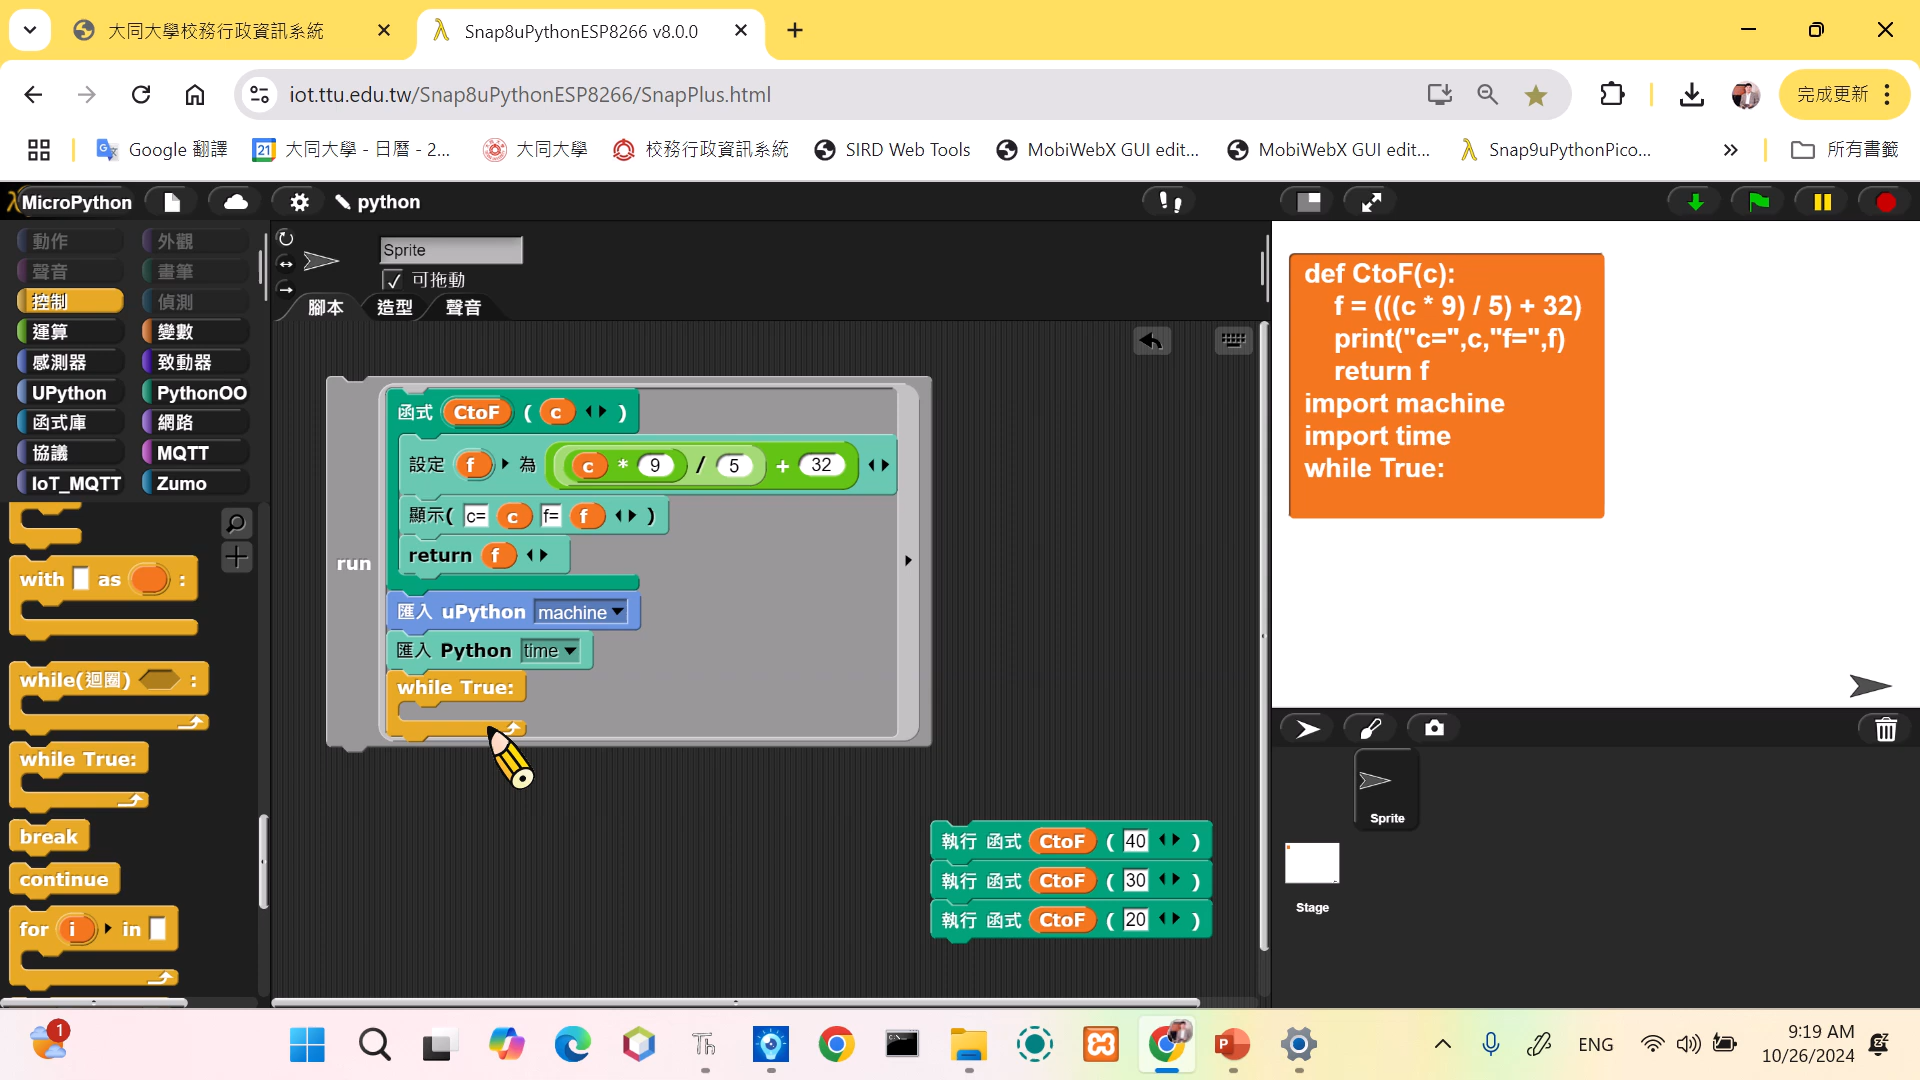 大同大學校務行政資訊系統
Snap8uPythonESP8266 v8.0.0
iot.ttu.edu.tw/Snap8uPythonESP8266/SnapPlus.html
完成更新
Google 翻譯
21
大同大學 - 日曆 - 2...
大同大學
校務行政資訊系統
SIRD Web Tools
MobiWebX GUI edit...
MobiWebX GUI edit...
Snap9uPythonPico...
所有書籤
MicroPython
python
動作
外觀
聲音
畫筆
控制
偵測
運算
變數
感測器
致動器
UPython
PythonOO
函式庫
網路
協議
MQTT
IoT_MQTT
Zumo
with as :
while(迴圈) :
while True:
break
continue
for i in
Sprite
可拖動
腳本
造型
聲音
run
函式 CtoF ( c )
設定 f 為 c * 9 / 5 + 32
顯示( c= c f= f )
return f
匯入 uPython machine
匯入 Python time
while True:
執行 函式 CtoF ( 40 )
執行 函式 CtoF ( 30 )
執行 函式 CtoF ( 20 )
def CtoF(c):
f = (((c * 9) / 5) + 32)
print("c=",c,"f=",f)
return f
import machine
import time
while True:
Sprite
Stage
1
Th
P
ENG
9:19 AM
10/26/2024